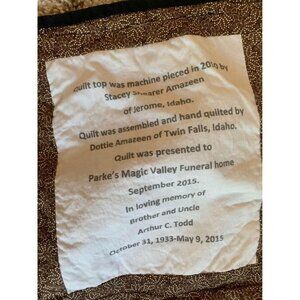 Quilt top was machine pieced in 2010 by
Stacey Shearer Amazeen
of Jerome, Idaho.
Quilt was assembled and hand quilted by
Dottie Amazeen of Twin Falls, Idaho.
Quilt was presented to
Parke's Magic Valley Funeral home
September 2015.
In loving memory of
Brother and Uncle
Arthur C. Todd
October 31, 1933-May 9, 2015